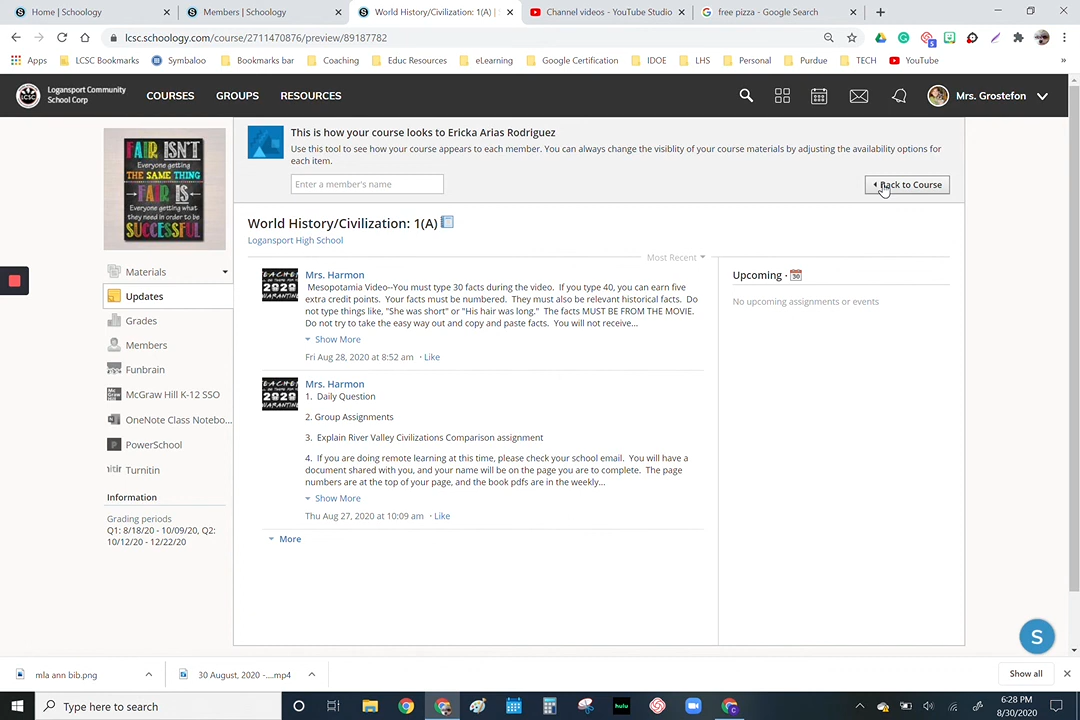 Home | Schoology
Members | Schoology
World History/Civilization: 1(A) | S
Channel videos - YouTube Studio
free pizza - Google Search
lcsc.schoology.com/course/2711470876/preview/89187782
Apps
LCSC Bookmarks
Symbaloo
Bookmarks bar
Coaching
Educ Resources
eLearning
Google Certification
IDOE
LHS
Personal
Purdue
TECH
YouTube
Logansport Community
School Corp
COURSES
GROUPS
RESOURCES
Mrs. Grostefon
FAIR ISN'T
Everyone getting
THE SAME THING
FAIR IS
Everyone getting what
they need in order to be
SUCCESSFUL
This is how your course looks to Ericka Arias Rodriguez
Use this tool to see how your course appears to each member. You can always change the visiblity of your course materials by adjusting the availability options for
each item.
Enter a member's name
Back to Course
World History/Civilization: 1(A)
Logansport High School
Most Recent
Materials
Updates
Grades
Members
Funbrain
McGraw Hill K-12 SSO
OneNote Class Notebo...
PowerSchool
Turnitin
Information
Grading periods
Q1: 8/18/20 - 10/09/20, Q2:
10/12/20 - 12/22/20
Mrs. Harmon
Mesopotamia Video--You must type 30 facts during the video. If you type 40, you can earn five
extra credit points. Your facts must be numbered. They must also be relevant historical facts. Do
not type things like, "She was short" or "His hair was long." The facts MUST BE FROM THE MOVIE.
Do not try to take the easy way out and copy and paste facts. You will not receive...
Show More
Fri Aug 28, 2020 at 8:52 am · Like
Mrs. Harmon
1. Daily Question
2. Group Assignments
3. Explain River Valley Civilizations Comparison assignment
4. If you are doing remote learning at this time, please check your school email. You will have a
document shared with you, and your name will be on the page you are to complete. The page
numbers are at the top of your page, and the book pdfs are in the weekly...
Show More
Thu Aug 27, 2020 at 10:09 am · Like
More
Upcoming ·
No upcoming assignments or events
S
mla ann bib.png
30 August, 2020 -....mp4
Show all
Type here to search
hulu
6:28 PM
8/30/2020